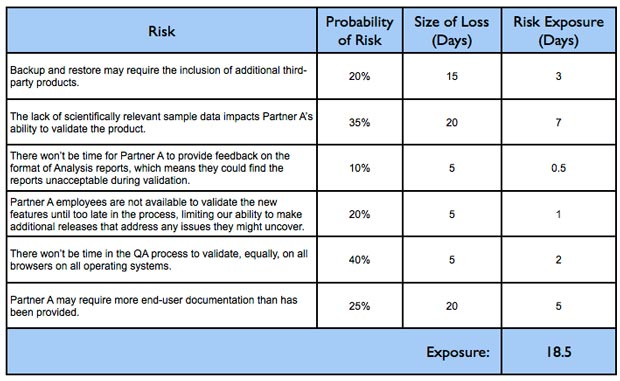 Risk
Probability
of Risk
Size of Loss
(Days)
Risk Exposure
(Days)
Backup and restore may require the inclusion of additional third-
party products.
20%
15
3
The lack of scientifically relevant sample data impacts Partner A's
ability to validate the product.
35%
20
7
There won't be time for Partner A to provide feedback on the
format of Analysis reports, which means they could find the
reports unacceptable during validation.
10%
5
0.5
Partner A employees are not available to validate the new
features until too late in the process, limiting our ability to make
additional releases that address any issues they might uncover.
20%
5
1
There won't be time in the QA process to validate, equally, on all
browsers on all operating systems.
40%
5
2
Partner A may require more end-user documentation than has
been provided.
25%
20
5
Exposure:
18.5